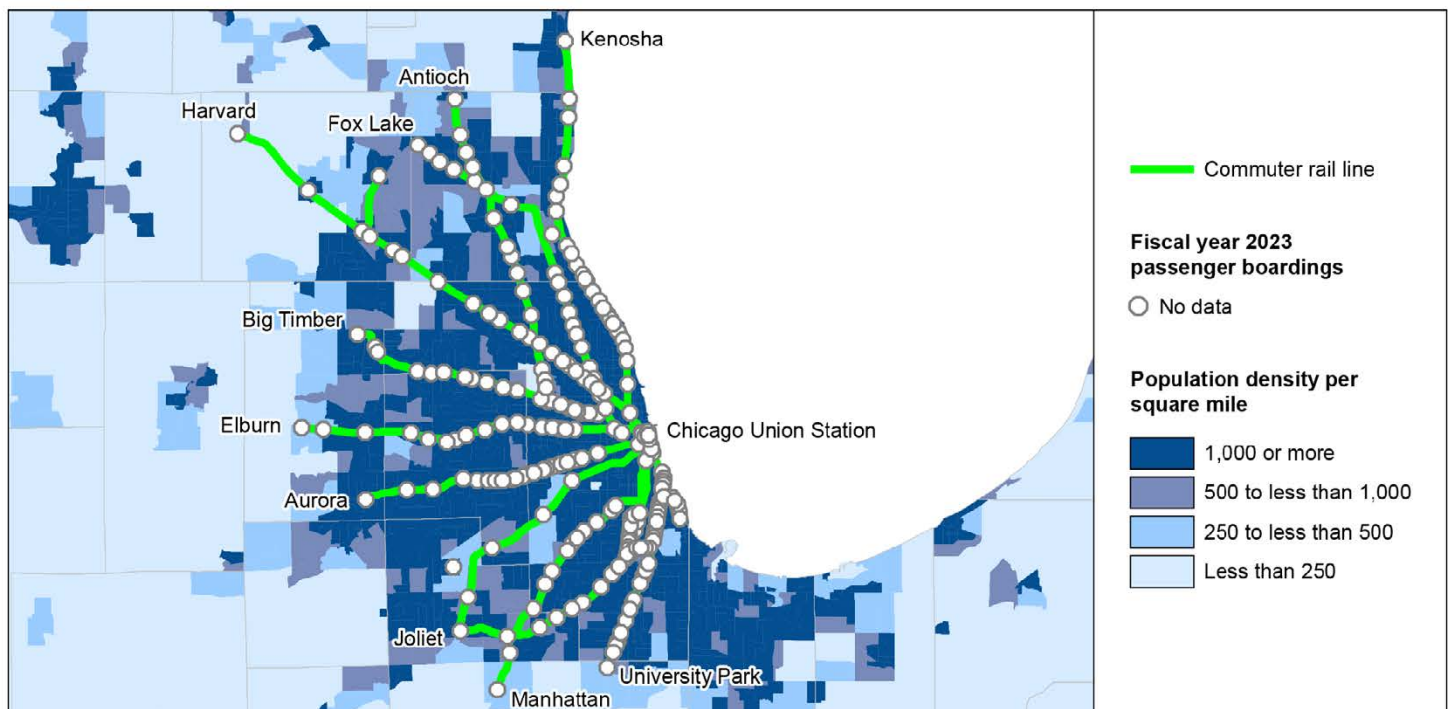 Kenosha
Antioch
Harvard
Fox Lake
Big Timber
Elburn
Chicago Union Station
Aurora
Joliet
University Park
Manhattan
Commuter rail line
Fiscal year 2023
passenger boardings
No data
Population density per
square mile
1,000 or more
500 to less than 1,000
250 to less than 500
Less than 250